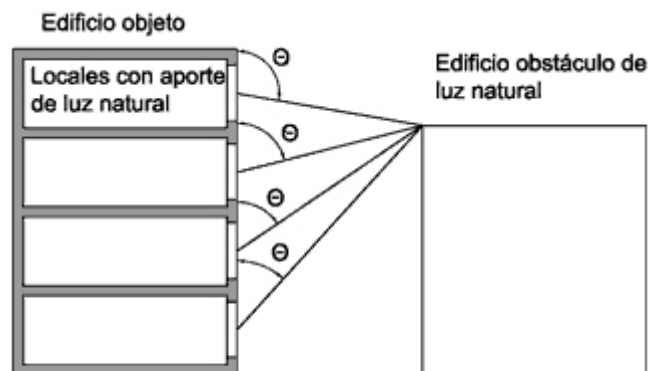 Edificio objeto
Locales con aporte
de luz natural
Edificio obstáculo de
luz natural
Θ
Θ
Θ
Θ